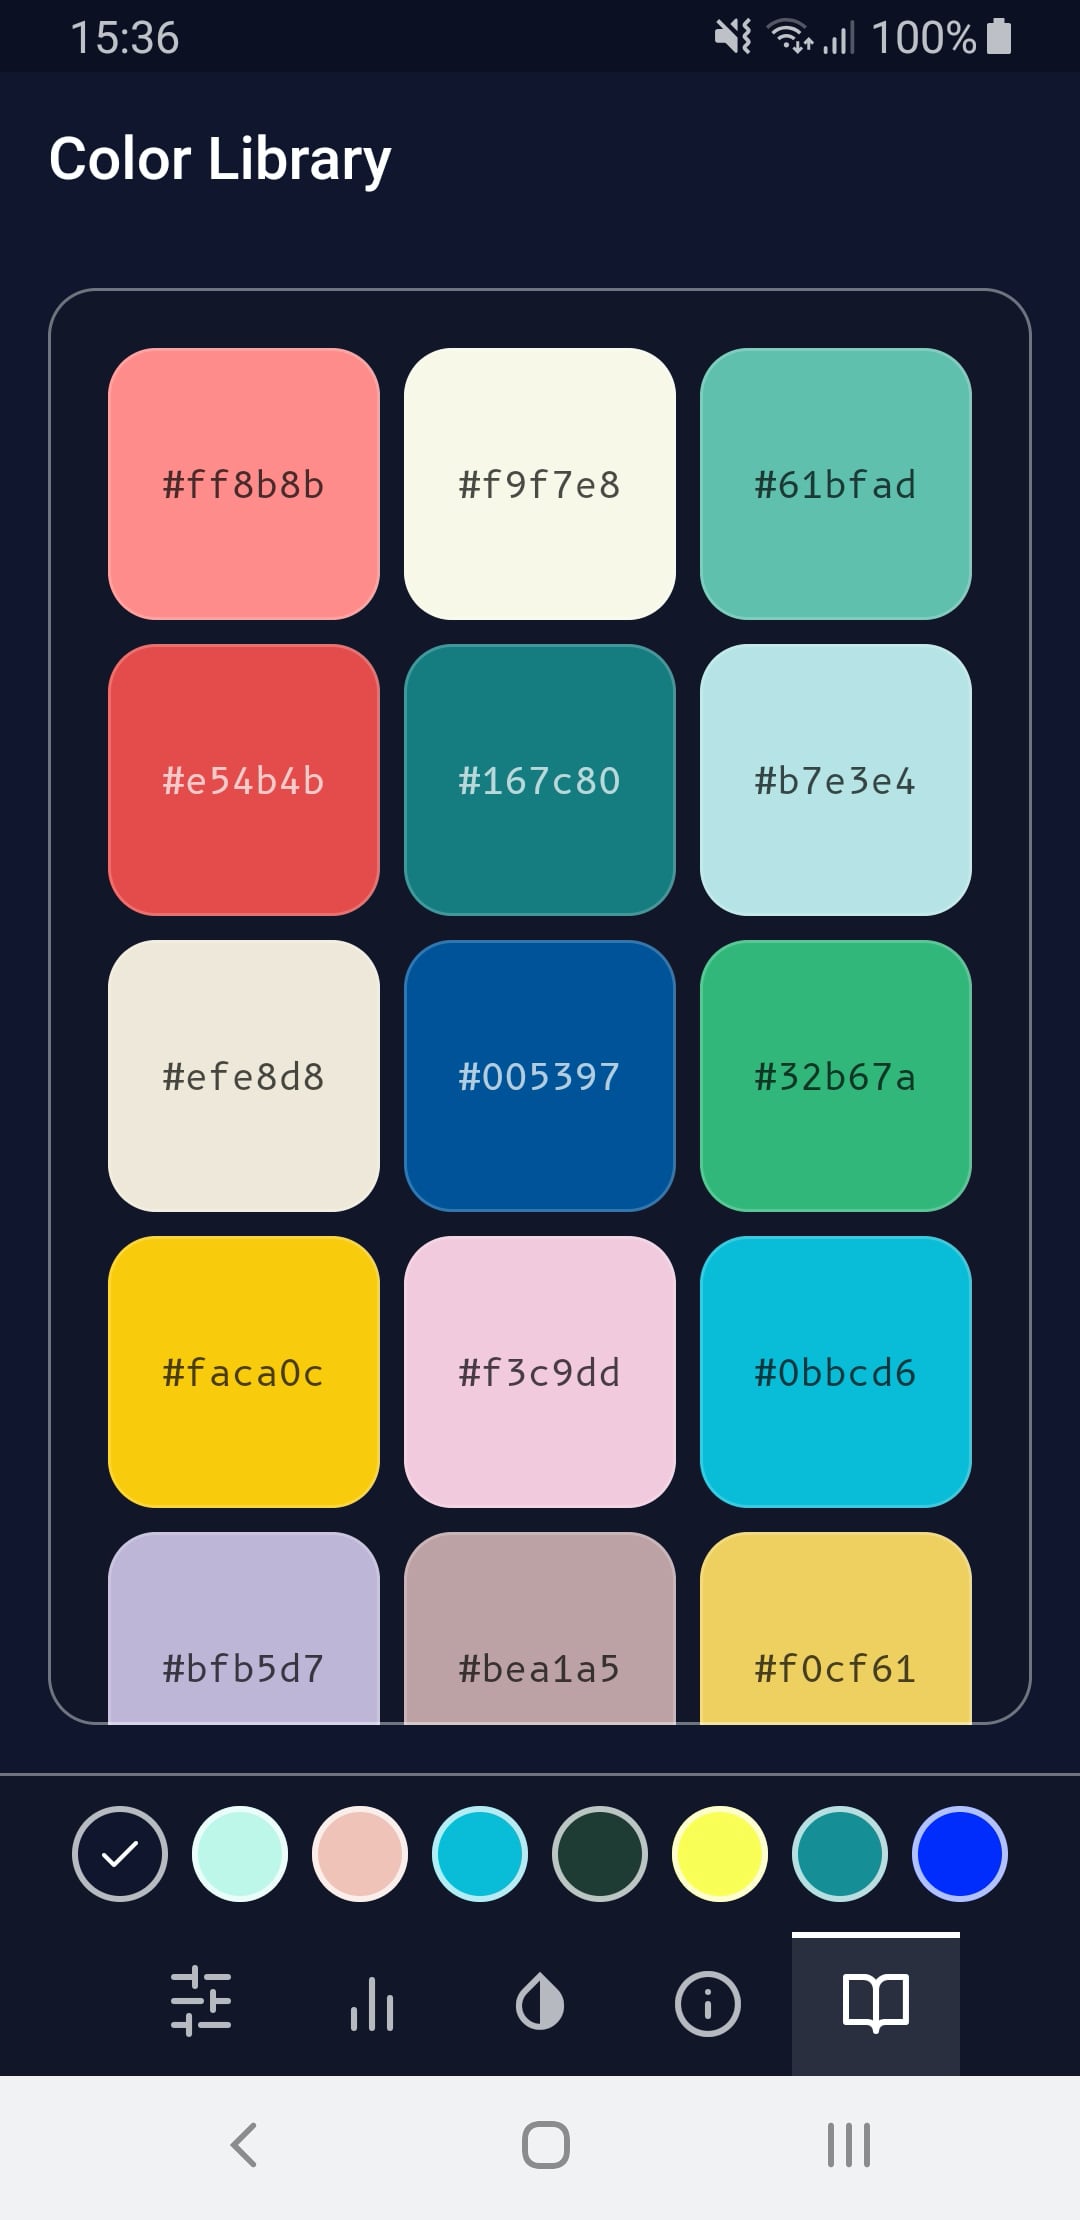 15:36 100%
Color Library
#ff8b8b #f9f7e8 #61bfad
#e54b4b #167c80 #b7e3e4
#efe8d8 #005397 #32b67a
#faca0c #f3c9dd #0bbcd6
#bfb5d7 #bea1a5 #f0cf61